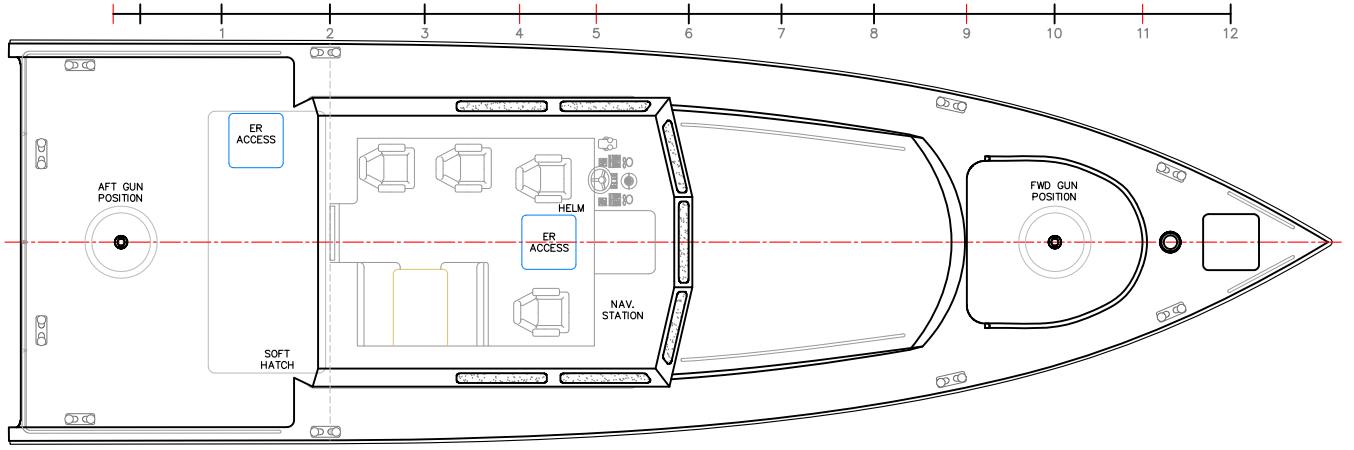 1 2 3 4 5 6 7 8 9 10 11 12
ER
ACCESS
AFT GUN
POSITION
HELM
ER
ACCESS
FWD GUN
POSITION
NAV.
STATION
SOFT
HATCH